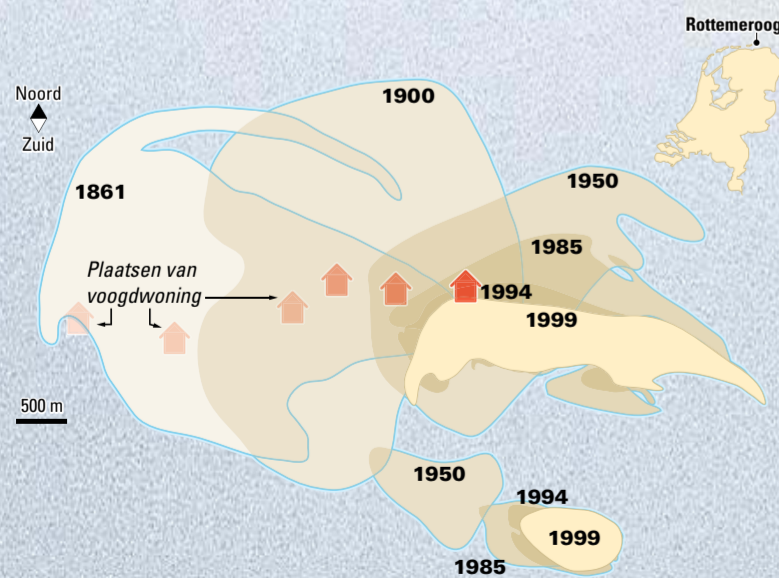 Rottemeroog
Noord
Zuid
1900
1950
1861
1985
Plaatsen van
voogdwoning
1994
1999
500 m
1950
1994
1999
1985